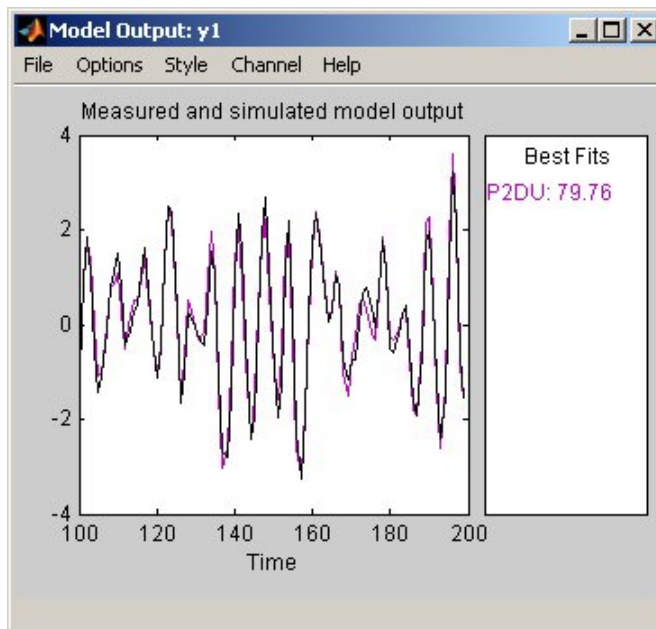 Model Output: y1
File Options Style Channel Help
Measured and simulated model output
Best Fits
P2DU: 79.76
4
2
0
-2
-4
100 120 140 160 180 200
Time